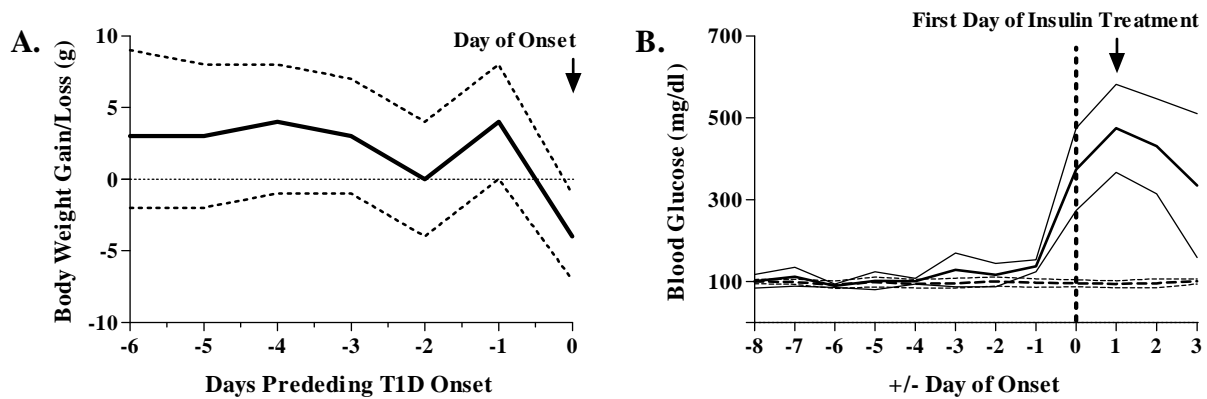 A.
Body Weight Gain/Loss (g)
10
5
0
-5
-10
Day of Onset
-6 -5 -4 -3 -2 -1 0
Days Prededing T1D Onset
B.
First Day of Insulin Treatment
Blood Glucose (mg/dl)
700
500
300
100
-8 -7 -6 -5 -4 -3 -2 -1 0 1 2 3
+/- Day of Onset